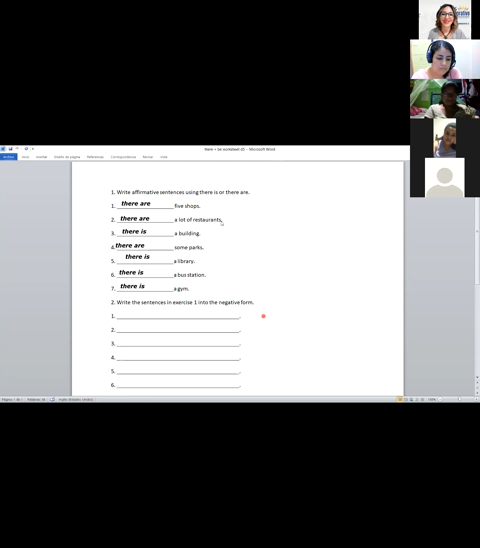 there + be worksheet d5 - Microsoft Word
Archivo Inicio Insertar Diseño de página Referencias Correspondencia Revisar Vista
1. Write affirmative sentences using there is or there are.
1. there are five shops.
2. there are a lot of restaurants.
3. there is a building.
4. there are some parks.
5. there is a library.
6. there is a bus station.
7. there is a gym.
2. Write the sentences in exercise 1 into the negative form.
1. .
2. .
3. .
4. .
5. .
6. .